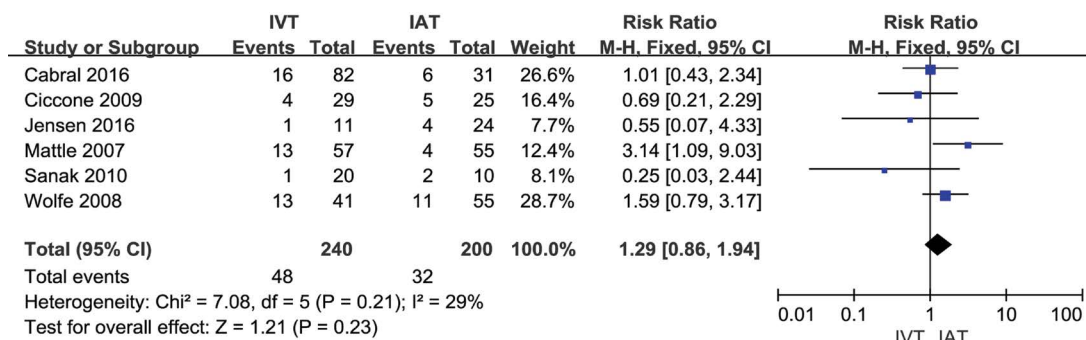 IVT IAT Risk Ratio Risk Ratio
Study or Subgroup Events Total Events Total Weight M-H, Fixed, 95% CI M-H, Fixed, 95% CI
Cabral 2016 16 82 6 31 26.6% 1.01 [0.43, 2.34]
Ciccone 2009 4 29 5 25 16.4% 0.69 [0.21, 2.29]
Jensen 2016 1 11 4 24 7.7% 0.55 [0.07, 4.33]
Mattle 2007 13 57 4 55 12.4% 3.14 [1.09, 9.03]
Sanak 2010 1 20 2 10 8.1% 0.25 [0.03, 2.44]
Wolfe 2008 13 41 11 55 28.7% 1.59 [0.79, 3.17]
Total (95% CI) 240 200 100.0% 1.29 [0.86, 1.94]
Total events 48 32
Heterogeneity: Chi² = 7.08, df = 5 (P = 0.21); I² = 29%
Test for overall effect: Z = 1.21 (P = 0.23)
0.01 0.1 1 10 100
IVT IAT